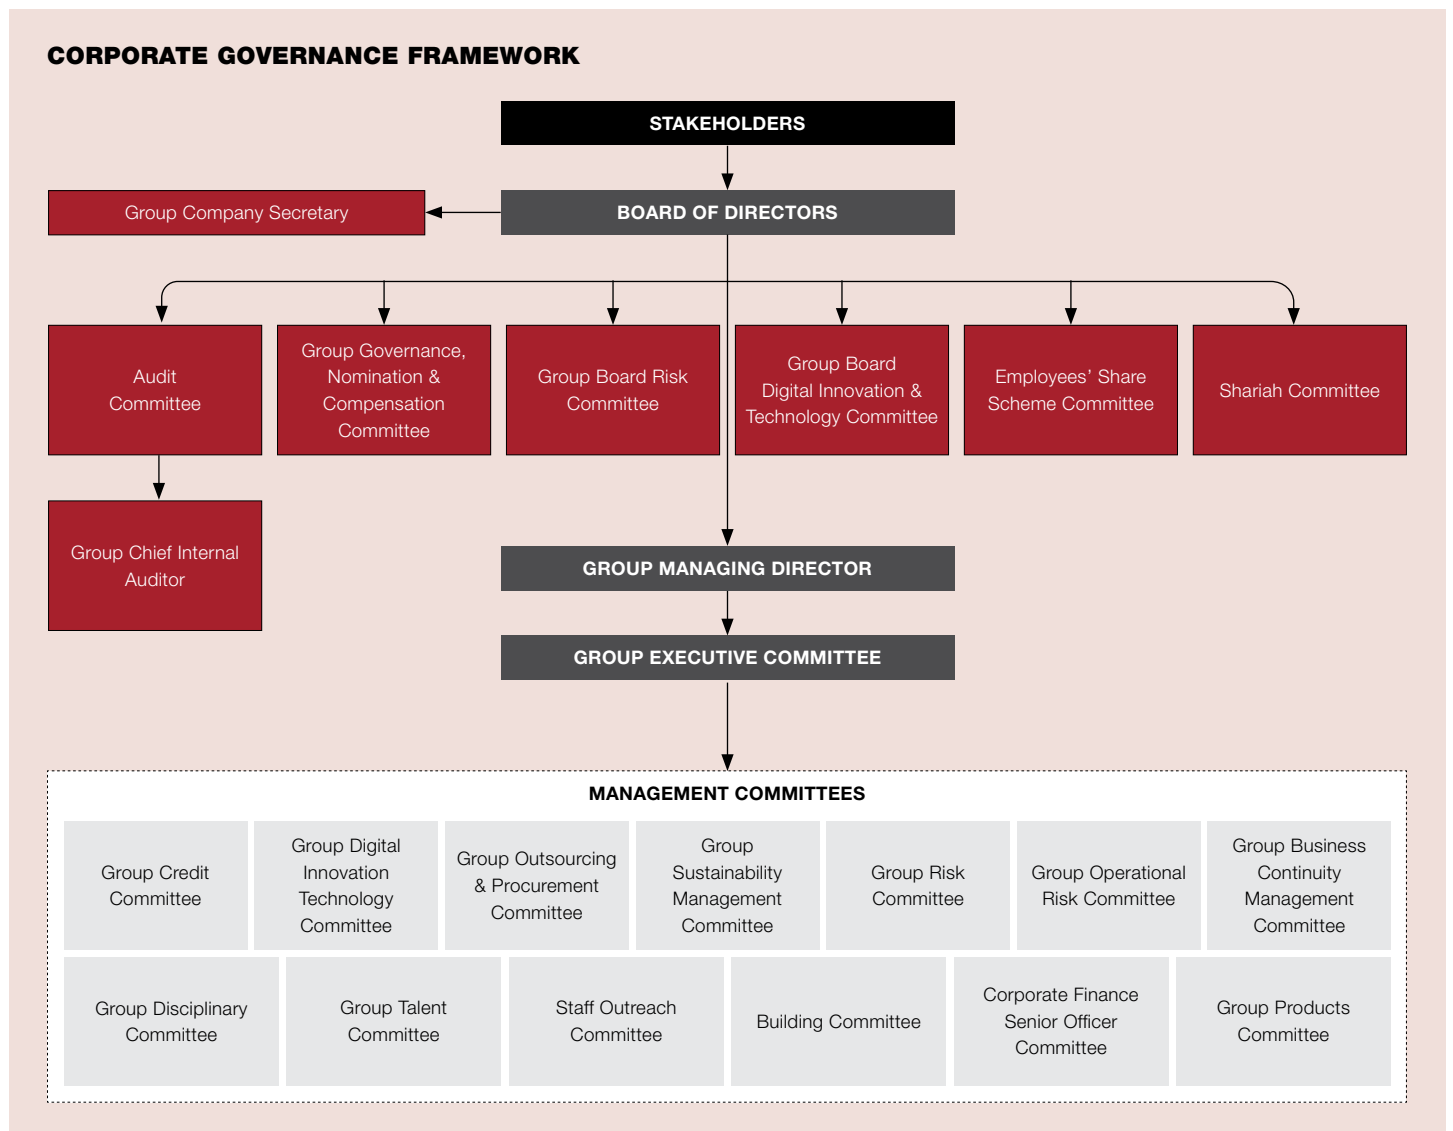 CORPORATE GOVERNANCE FRAMEWORK
STAKEHOLDERS
Group Company Secretary
BOARD OF DIRECTORS
Audit
Committee
Group Governance,
Nomination &
Compensation
Committee
Group Board Risk
Committee
Group Board
Digital Innovation &
Technology Committee
Employees’ Share
Scheme Committee
Shariah Committee
Group Chief Internal
Auditor
GROUP MANAGING DIRECTOR
GROUP EXECUTIVE COMMITTEE
MANAGEMENT COMMITTEES
Group Credit
Committee
Group Digital
Innovation
Technology
Committee
Group Outsourcing
& Procurement
Committee
Group
Sustainability
Management
Committee
Group Risk
Committee
Group Operational
Risk Committee
Group Business
Continuity
Management
Committee
Group Disciplinary
Committee
Group Talent
Committee
Staff Outreach
Committee
Building Committee
Corporate Finance
Senior Officer
Committee
Group Products
Committee